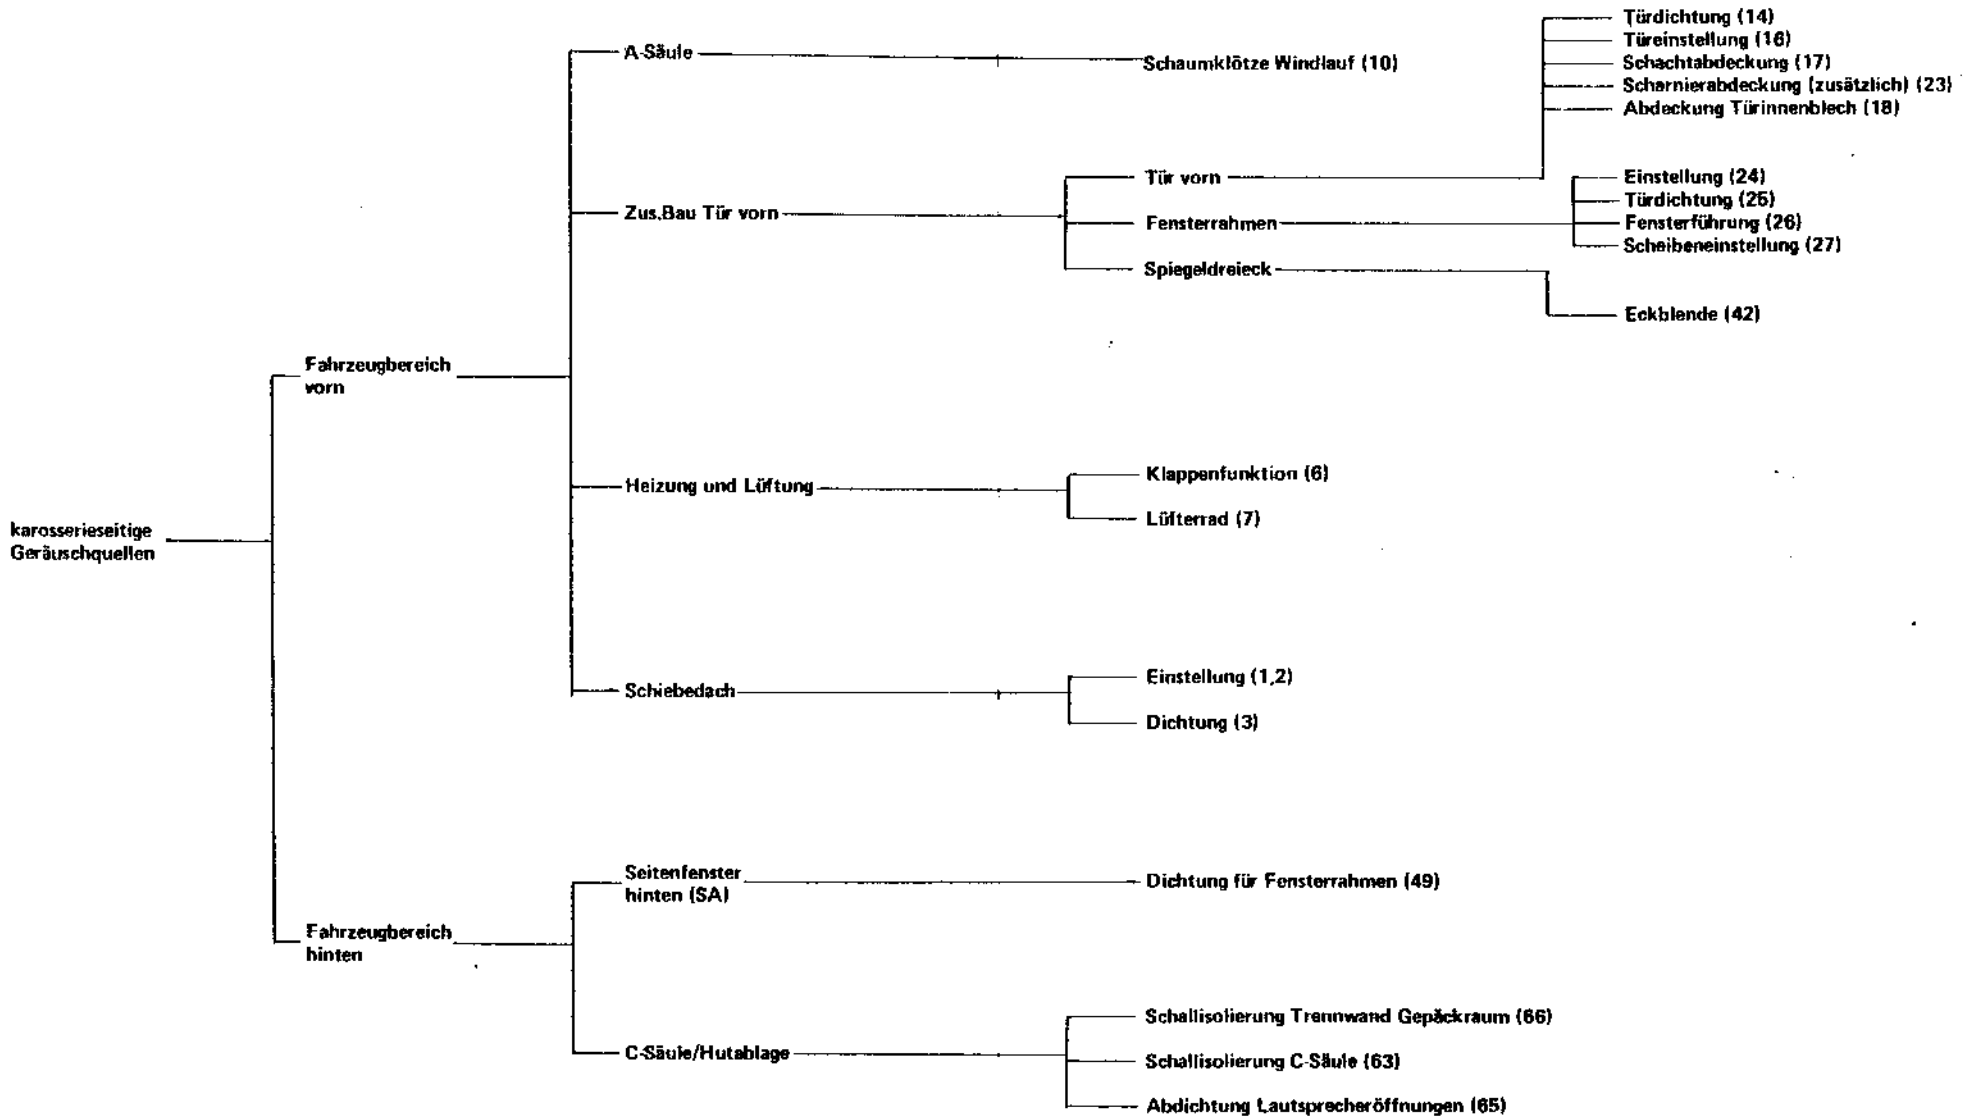 Türdichtung (14)
Türeinstellung (16)
Schachtabdeckung (17)
Scharnierabdeckung (zusätzlich) (23)
Abdeckung Türinnenblech (18)
A-Säule
Schaumklötze Windlauf (10)
Tür vorn
Einstellung (24)
Türdichtung (25)
Zus.Bau Tür vorn
Fensterrahmen
Fensterführung (26)
Scheibeneinstellung (27)
Spiegeldreieck
Eckblende (42)
Fahrzeugbereich
vorn
Heizung und Lüftung
Klappenfunktion (6)
Lüfterrad (7)
karosserieseitige
Geräuschquellen
Schiebedach
Einstellung (1,2)
Dichtung (3)
Seitenfenster
hinten (SA)
Dichtung für Fensterrahmen (49)
Fahrzeugbereich
hinten
C-Säule/Hutablage
Schallisolierung Trennwand Gepäckraum (66)
Schallisolierung C-Säule (63)
Abdichtung Lautsprecheröffnungen (65)